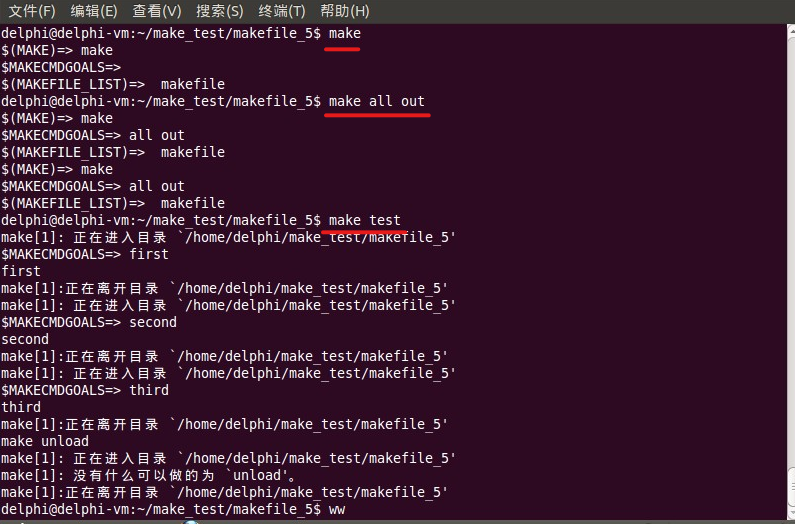 文件(F) 编辑(E) 查看(V) 搜索(S) 终端(T) 帮助(H)
delphi@delphi-vm:~/make_test/makefile_5$ make
$(MAKE)=> make
$MAKECMDGOALS=>
$(MAKEFILE_LIST)=>  makefile
delphi@delphi-vm:~/make_test/makefile_5$ make all out
$(MAKE)=> make
$MAKECMDGOALS=> all out
$(MAKEFILE_LIST)=>  makefile
$(MAKE)=> make
$MAKECMDGOALS=> all out
$(MAKEFILE_LIST)=>  makefile
delphi@delphi-vm:~/make_test/makefile_5$ make test
make[1]: 正在进入目录 `/home/delphi/make_test/makefile_5'
$MAKECMDGOALS=> first
first
make[1]:正在离开目录 `/home/delphi/make_test/makefile_5'
make[1]: 正在进入目录 `/home/delphi/make_test/makefile_5'
$MAKECMDGOALS=> second
second
make[1]:正在离开目录 `/home/delphi/make_test/makefile_5'
make[1]: 正在进入目录 `/home/delphi/make_test/makefile_5'
$MAKECMDGOALS=> third
third
make[1]:正在离开目录 `/home/delphi/make_test/makefile_5'
make unload
make[1]: 正在进入目录 `/home/delphi/make_test/makefile_5'
make[1]: 没有什么可以做的为 `unload'。
make[1]:正在离开目录 `/home/delphi/make_test/makefile_5'
delphi@delphi-vm:~/make_test/makefile_5$ ww